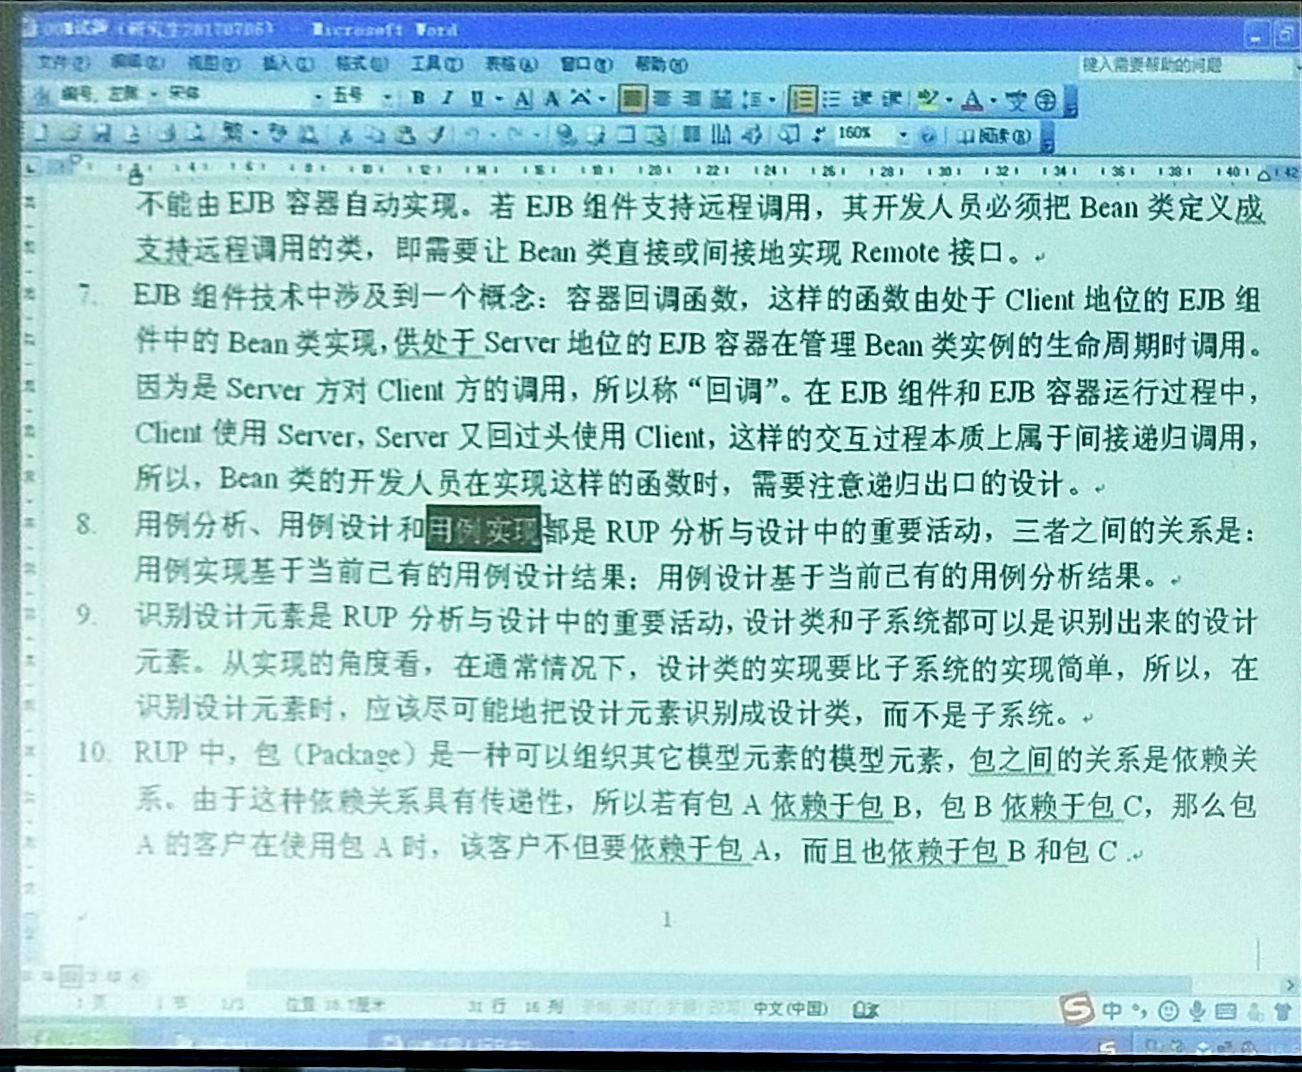 Microsoft Word
键入需要帮助的问题
文件(F) 编辑(E) 视图(V) 插入(I) 格式(O) 工具(T) 表格(A) 窗口(W) 帮助(H)
宋体 五号 B I U A A
160% 阅读(R)
不能由 EJB 容器自动实现。若 EJB 组件支持远程调用，其开发人员必须把 Bean 类定义成
支持远程调用的类，即需要让 Bean 类直接或间接地实现 Remote 接口。
7. EJB 组件技术中涉及到一个概念：容器回调函数，这样的函数由处于 Client 地位的 EJB 组
件中的 Bean 类实现，供处于 Server 地位的 EJB 容器在管理 Bean 类实例的生命周期时调用。
因为是 Server 方对 Client 方的调用，所以称“回调”。在 EJB 组件和 EJB 容器运行过程中，
Client 使用 Server，Server 又回过头使用 Client，这样的交互过程本质上属于间接递归调用，
所以，Bean 类的开发人员在实现这样的函数时，需要注意递归出口的设计。
8. 用例分析、用例设计和用例实现都是 RUP 分析与设计中的重要活动，三者之间的关系是：
用例实现基于当前已有的用例设计结果；用例设计基于当前已有的用例分析结果。
9. 识别设计元素是 RUP 分析与设计中的重要活动，设计类和子系统都可以是识别出来的设计
元素。从实现的角度看，在通常情况下，设计类的实现要比子系统的实现简单，所以，在
识别设计元素时，应该尽可能地把设计元素识别成设计类，而不是子系统。
10. RUP 中，包（Package）是一种可以组织其它模型元素的模型元素，包之间的关系是依赖关
系。由于这种依赖关系具有传递性，所以若有包 A 依赖于包 B，包 B 依赖于包 C，那么包
A 的客户在使用包 A 时，该客户不但要依赖于包 A，而且也依赖于包 B 和包 C .
1
1 页 1 节 1/3 31 行 16 列 中文(中国)
中